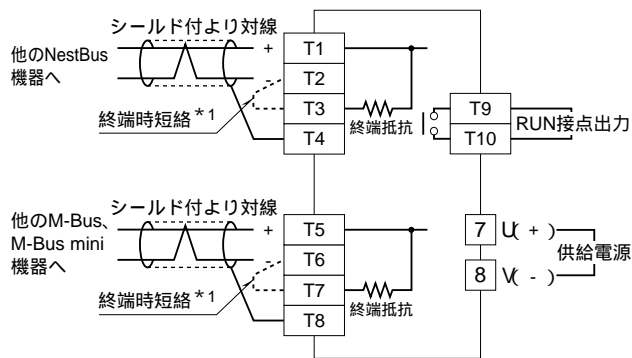 シールド付より対線
他のNestBus
機器へ
+
-
T1
T2
T3
T4
終端時短絡*1
終端抵抗
T9
T10
RUN接点出力
シールド付より対線
他のM-Bus、
M-Bus mini
機器へ
+
-
T5
T6
T7
T8
終端時短絡*1
終端抵抗
7 U( + )
8 V( - )
供給電源